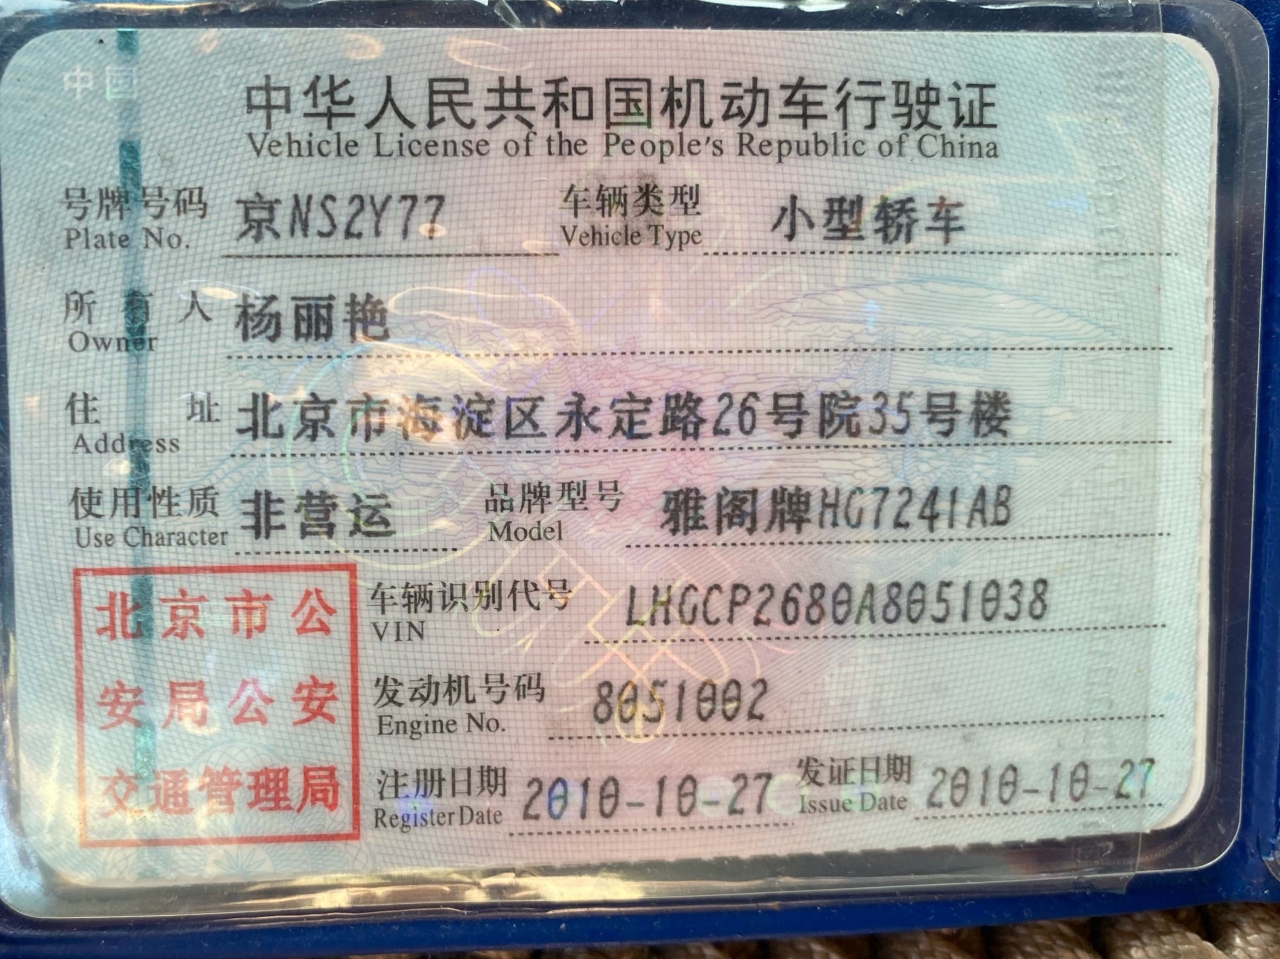 中国
中华人民共和国机动车行驶证
Vehicle License of the People's Republic of China
号牌号码 京NS2Y77 车辆类型 小型轿车
Plate No. Vehicle Type
所有人 杨丽艳
Owner
住址 北京市海淀区永定路26号院35号楼
Address
使用性质 非营运 品牌型号 雅阁牌HG7241AB
Use Character Model
车辆识别代号 LHGCP2680A8051038
VIN
发动机号码 8051002
Engine No.
注册日期 2010-10-27 发证日期 2010-10-27
Register Date Issue Date
北京市公
安局公安
交通管理局